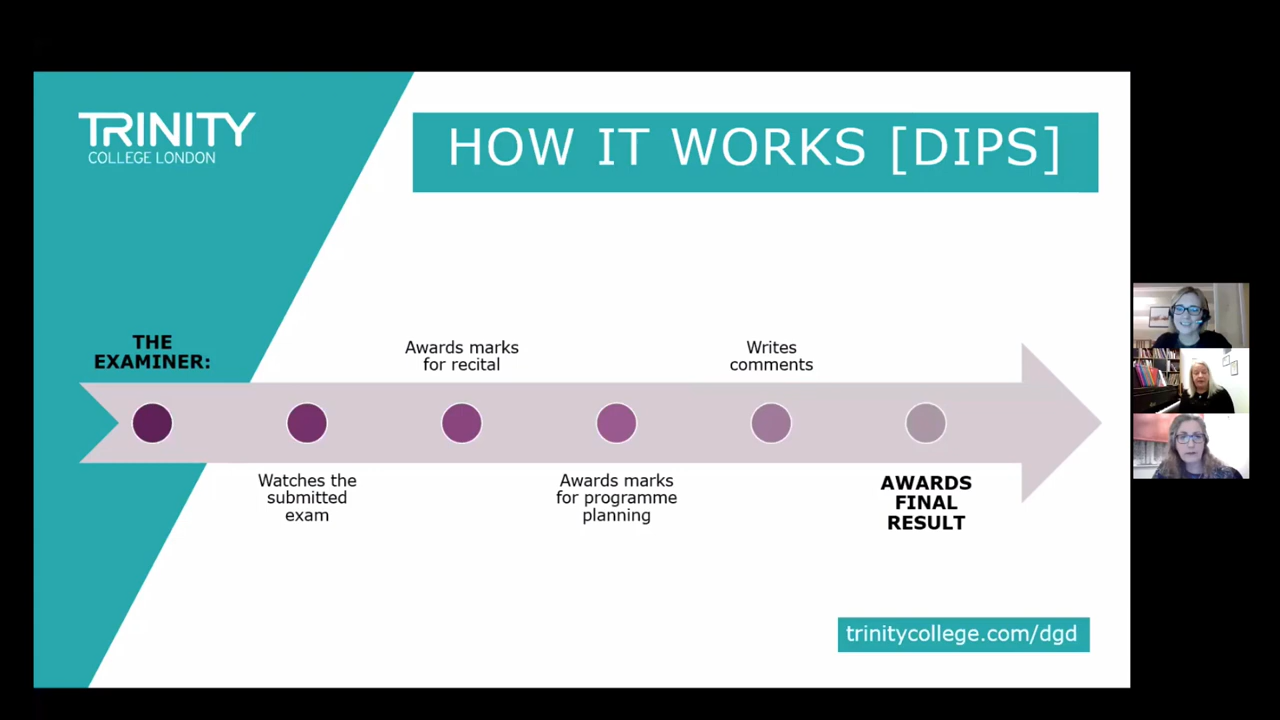 TRINITY
COLLEGE LONDON
HOW IT WORKS [DIPS]
THE
EXAMINER:
Watches the
submitted
exam
Awards marks
for recital
Awards marks
for programme
planning
Writes
comments
AWARDS
FINAL
RESULT
trinitycollege.com/dgd